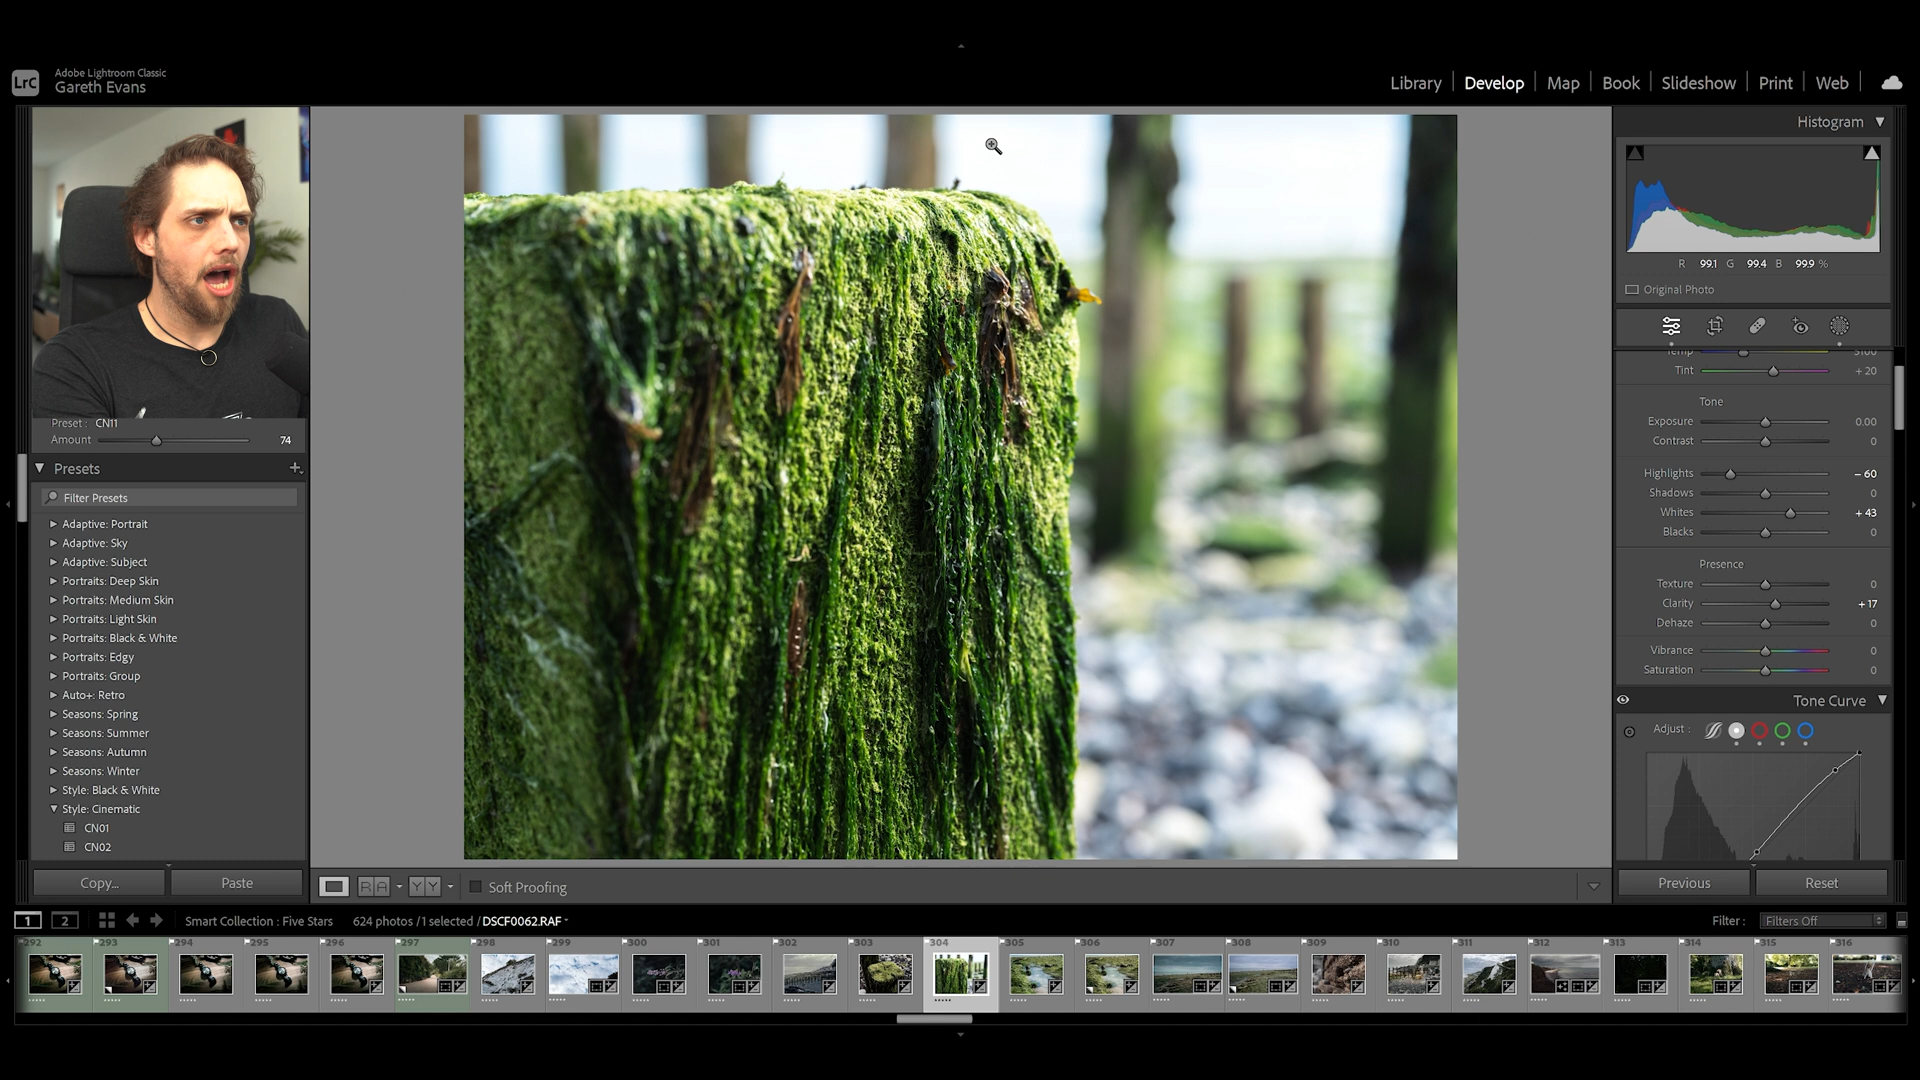 Adobe Lightroom Classic
LrC
Gareth Evans
Library | Develop | Map | Book | Slideshow | Print | Web
Histogram
R 99.1 G 99.4 B 99.9 %
Original Photo
Temp 5100
Tint + 20
Tone
Exposure 0.00
Contrast 0
Highlights – 60
Shadows 0
Whites + 43
Blacks 0
Presence
Texture 0
Clarity + 17
Dehaze 0
Vibrance 0
Saturation 0
Tone Curve
Adjust :
Previous Reset
Preset : CN11
Amount 74
Presets
Filter Presets
Adaptive: Portrait
Adaptive: Sky
Adaptive: Subject
Portraits: Deep Skin
Portraits: Medium Skin
Portraits: Light Skin
Portraits: Black & White
Portraits: Edgy
Portraits: Group
Auto+: Retro
Seasons: Spring
Seasons: Summer
Seasons: Autumn
Seasons: Winter
Style: Black & White
Style: Cinematic
CN01
CN02
Copy... Paste
R A Y Y Soft Proofing
1 2 Smart Collection : Five Stars 624 photos / 1 selected / DSCF0062.RAF Filter : Filters Off
292 293 294 295 296 297 298 299 300 301 302 303 304 305 306 307 308 309 310 311 312 313 314 315 316